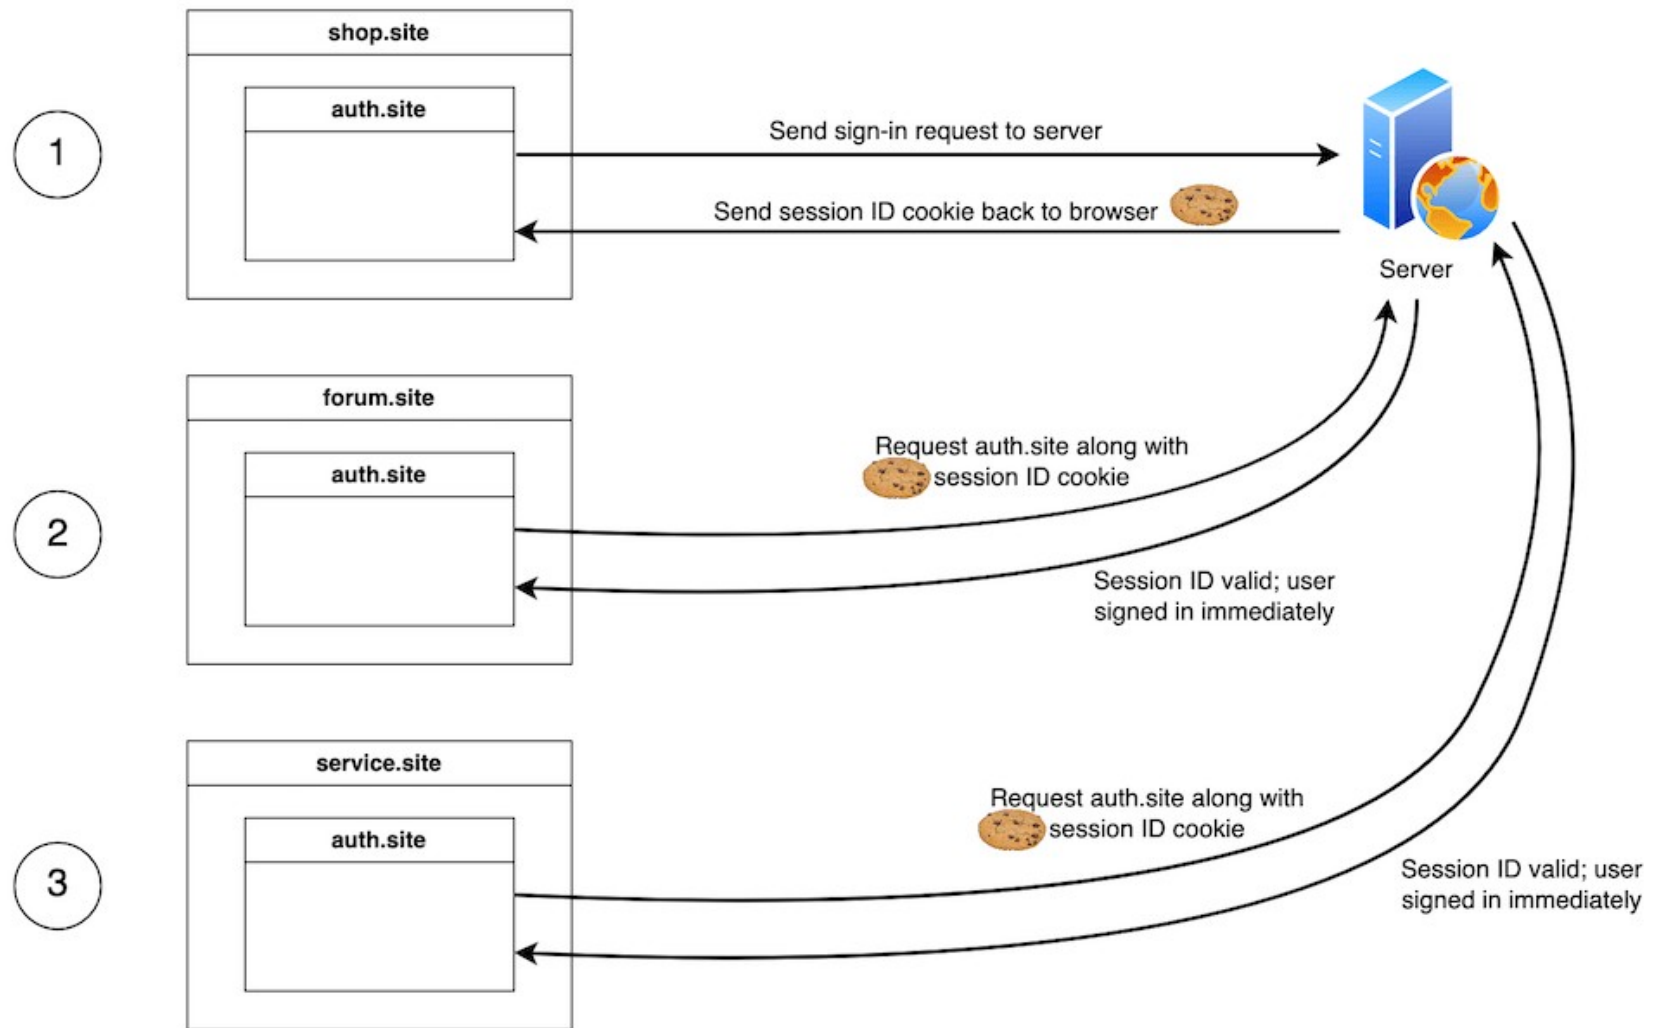 shop.site
auth.site
1
Send sign-in request to server
Send session ID cookie back to browser
Server
forum.site
auth.site
2
Request auth.site along with
session ID cookie
Session ID valid; user
signed in immediately
service.site
auth.site
3
Request auth.site along with
session ID cookie
Session ID valid; user
signed in immediately